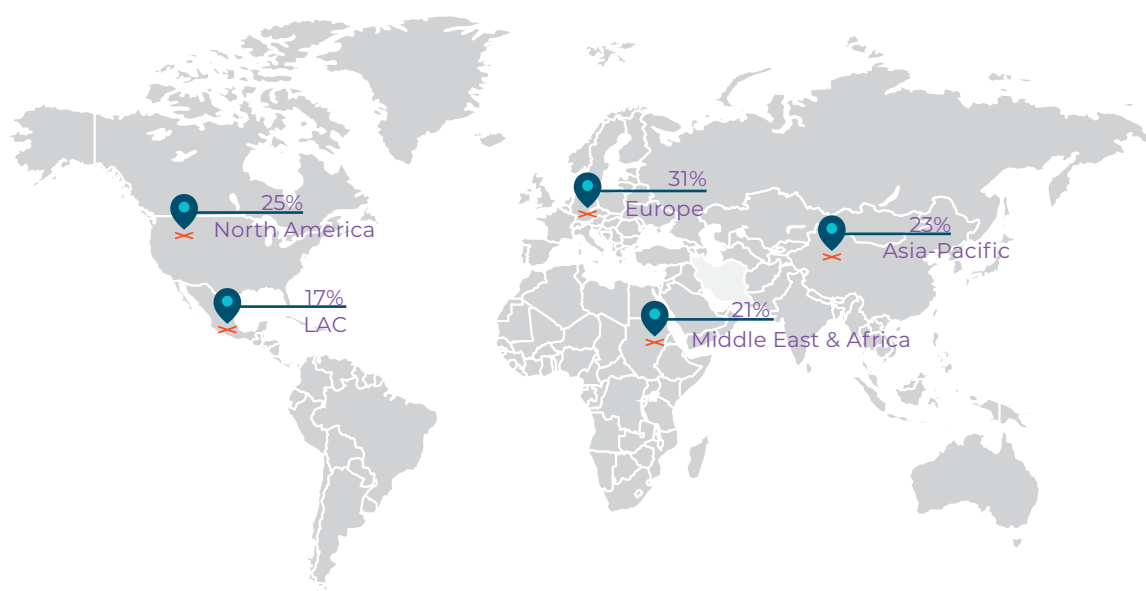 25%
North America
17%
LAC
31%
Europe
21%
Middle East & Africa
23%
Asia-Pacific